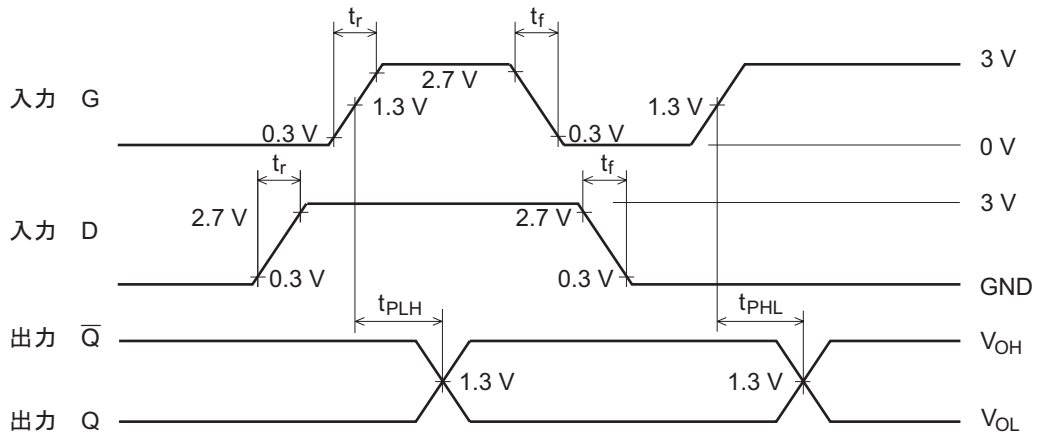 tr
tf
入力 G
2.7 V
1.3 V
1.3 V
3 V
0.3 V
0.3 V
0 V
tr
tf
入力 D
2.7 V
2.7 V
3 V
0.3 V
0.3 V
GND
tPLH
tPHL
出力 Q̅
VOH
1.3 V
1.3 V
出力 Q
VOL